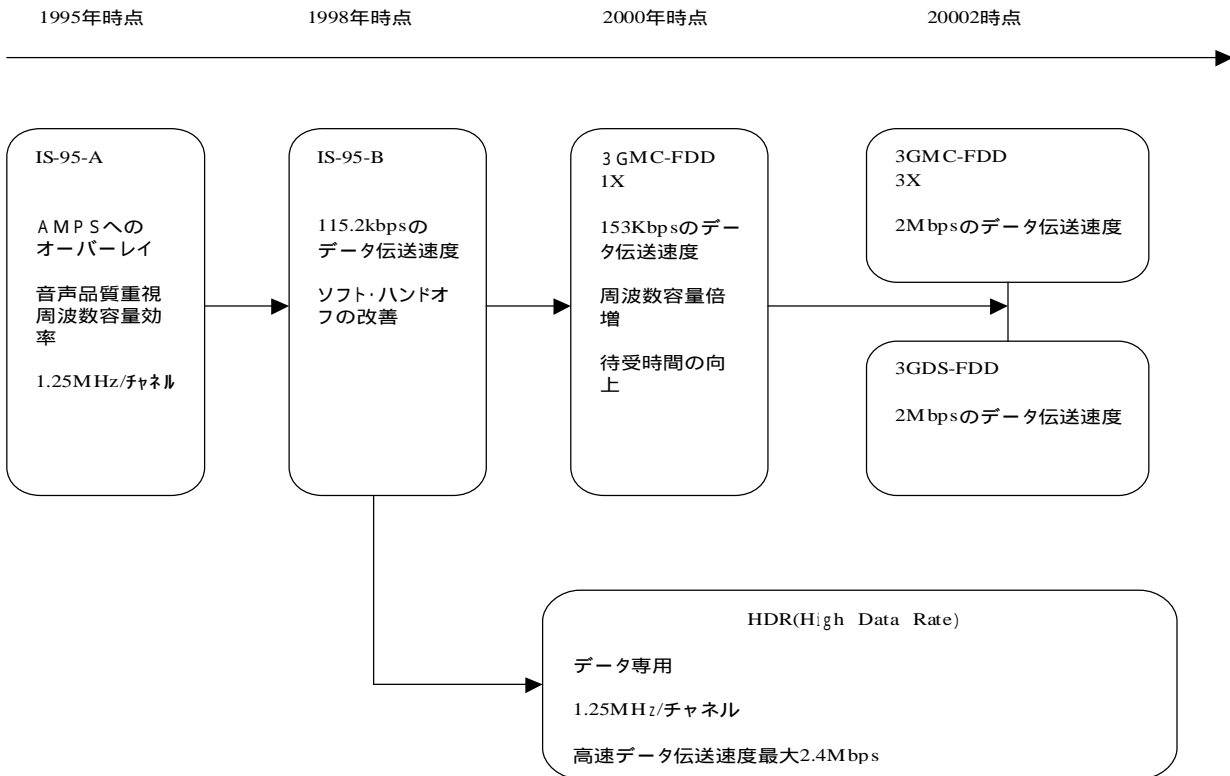 1995年時点
1998年時点
2000年時点
20002時点
IS-95-A
AMPSへの
オーバーレイ
音声品質重視
周波数容量効
率
1.25MHz/チャネル
IS-95-B
115.2kbpsの
データ伝送速度
ソフト・ハンドオ
フの改善
3GMC-FDD
1X
153Kbpsのデー
タ伝送速度
周波数容量倍
増
待受時間の向
上
3GMC-FDD
3X
2Mbpsのデータ伝送速度
3GDS-FDD
2Mbpsのデータ伝送速度
HDR(High Data Rate)
データ専用
1.25MHz/チャネル
高速データ伝送速度最大2.4Mbps